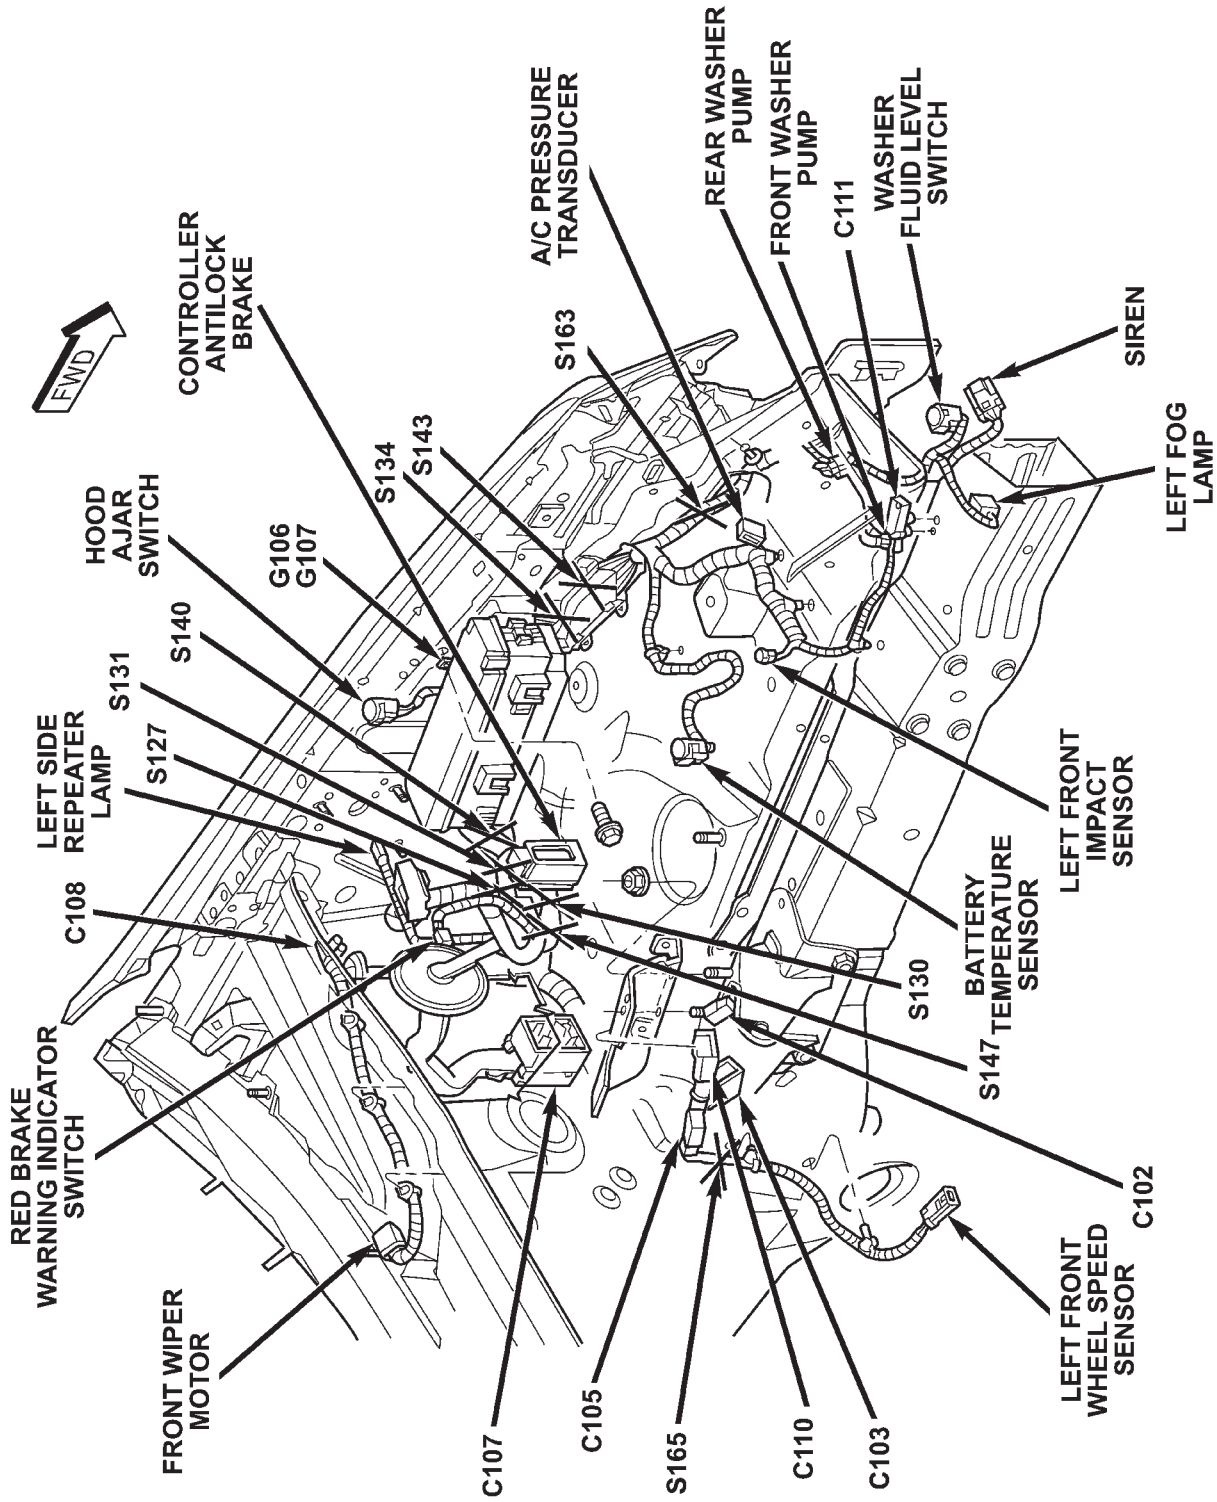 FWD
CONTROLLER
ANTILOCK
BRAKE
HOOD
AJAR
SWITCH
G106
G107
S134
S143
S163
A/C PRESSURE
TRANSDUCER
REAR WASHER
PUMP
FRONT WASHER
PUMP
C111
WASHER
FLUID LEVEL
SWITCH
SIREN
LEFT FOG
LAMP
S140
S131
S127
LEFT SIDE
REPEATER
LAMP
C108
RED BRAKE
WARNING INDICATOR
SWITCH
FRONT WIPER
MOTOR
C107
C105
S165
C110
C103
LEFT FRONT
WHEEL SPEED
SENSOR
C102
S147
S130
BATTERY
TEMPERATURE
SENSOR
LEFT FRONT
IMPACT
SENSOR